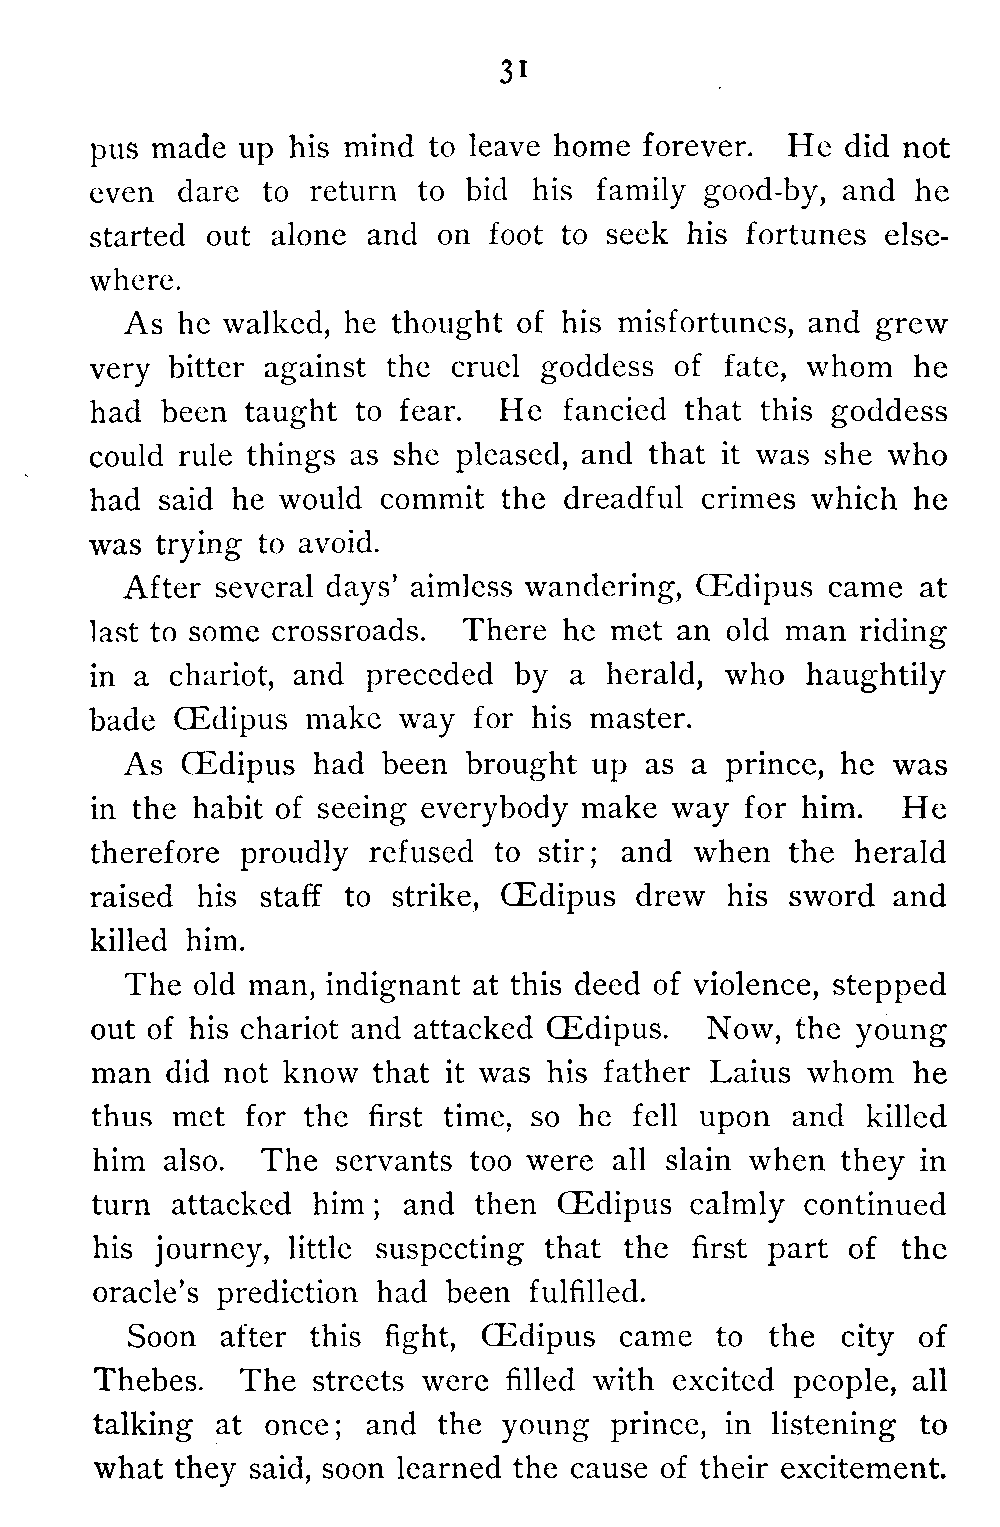 31
pus made up his mind to leave home forever. He did not
even dare to return to bid his family good-by, and he
started out alone and on foot to seek his fortunes else-
where.
As he walked, he thought of his misfortunes, and grew
very bitter against the cruel goddess of fate, whom he
had been taught to fear. He fancied that this goddess
could rule things as she pleased, and that it was she who
had said he would commit the dreadful crimes which he
was trying to avoid.
After several days' aimless wandering, Œdipus came at
last to some crossroads. There he met an old man riding
in a chariot, and preceded by a herald, who haughtily
bade Œdipus make way for his master.
As Œdipus had been brought up as a prince, he was
in the habit of seeing everybody make way for him. He
therefore proudly refused to stir; and when the herald
raised his staff to strike, Œdipus drew his sword and
killed him.
The old man, indignant at this deed of violence, stepped
out of his chariot and attacked Œdipus. Now, the young
man did not know that it was his father Laius whom he
thus met for the first time, so he fell upon and killed
him also. The servants too were all slain when they in
turn attacked him; and then Œdipus calmly continued
his journey, little suspecting that the first part of the
oracle's prediction had been fulfilled.
Soon after this fight, Œdipus came to the city of
Thebes. The streets were filled with excited people, all
talking at once; and the young prince, in listening to
what they said, soon learned the cause of their excitement.